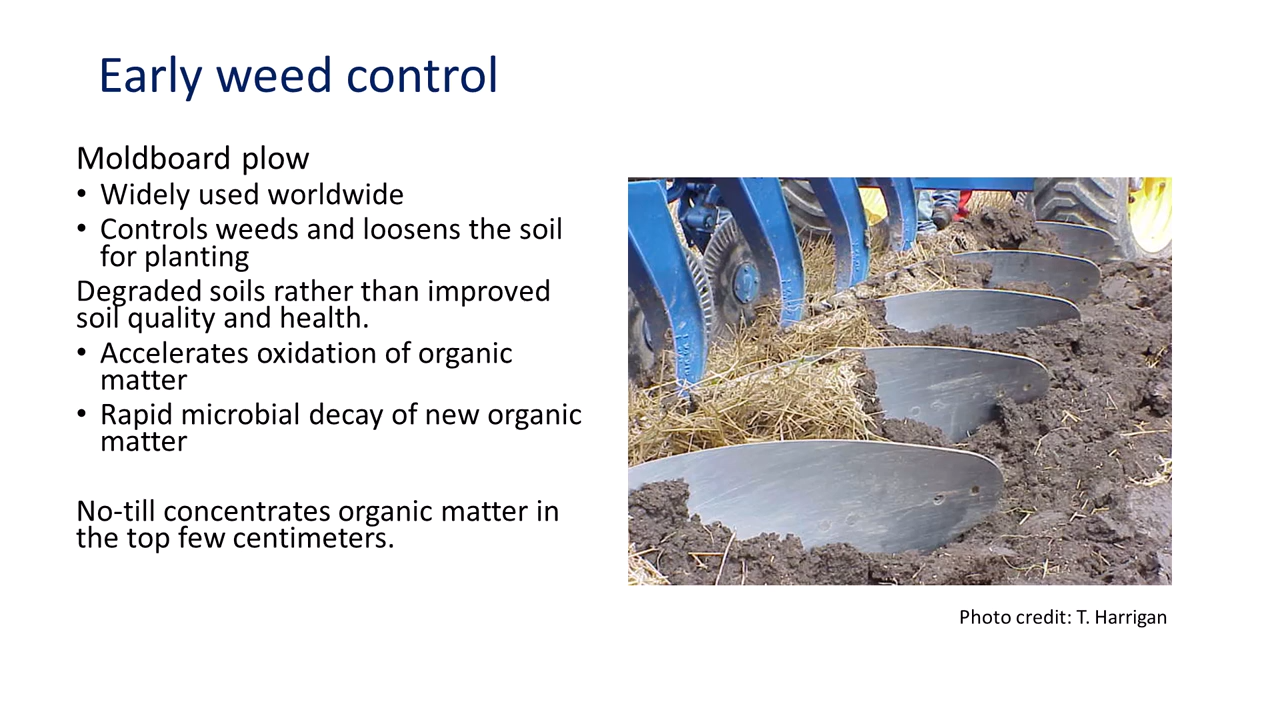 Early weed control
Moldboard plow
• Widely used worldwide
• Controls weeds and loosens the soil
for planting
Degraded soils rather than improved
soil quality and health.
• Accelerates oxidation of organic
matter
• Rapid microbial decay of new organic
matter
No-till concentrates organic matter in
the top few centimeters.
Photo credit: T. Harrigan